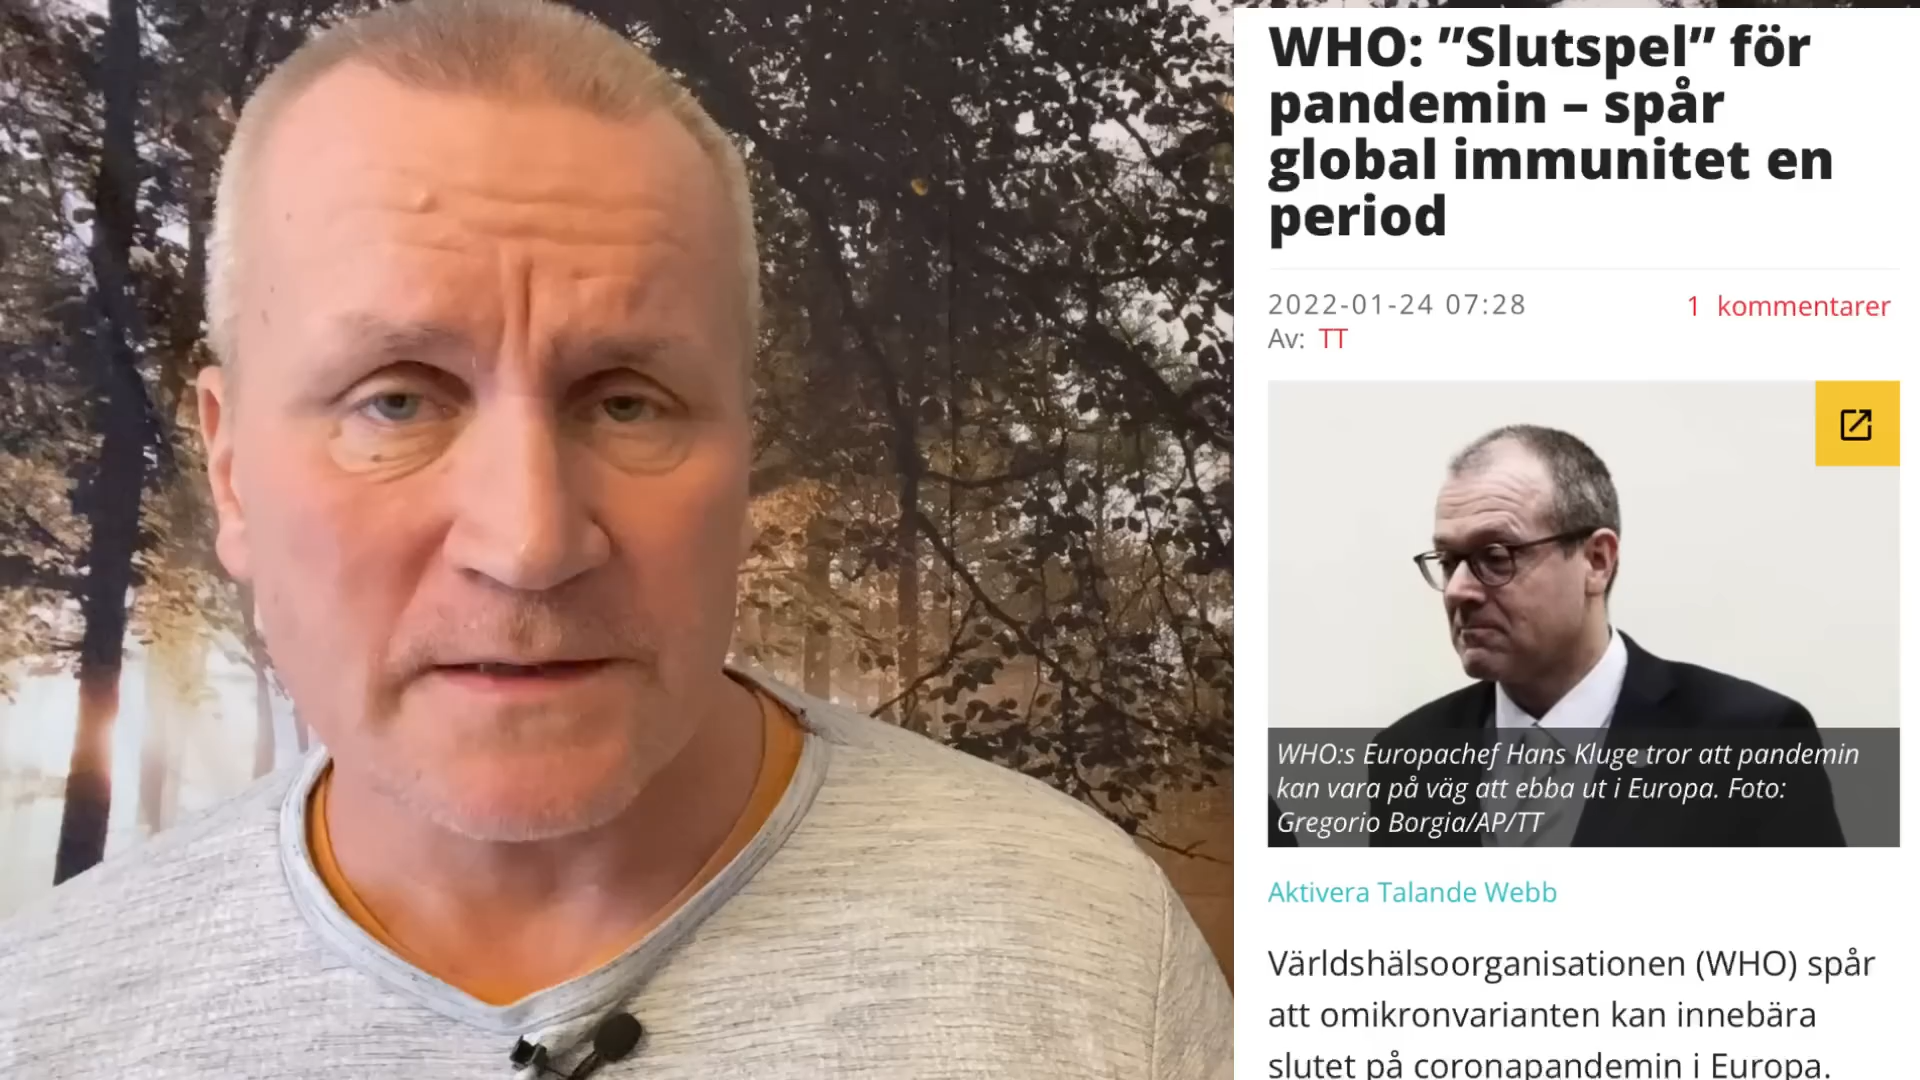 WHO: ”Slutspel” för
pandemin – spår
global immunitet en
period
2022-01-24 07:28
1 kommentarer
Av: TT
WHO:s Europachef Hans Kluge tror att pandemin
kan vara på väg att ebba ut i Europa. Foto:
Gregorio Borgia/AP/TT
Aktivera Talande Webb
Världshälsoorganisationen (WHO) spår
att omikronvarianten kan innebära
slutet på coronapandemin i Europa.